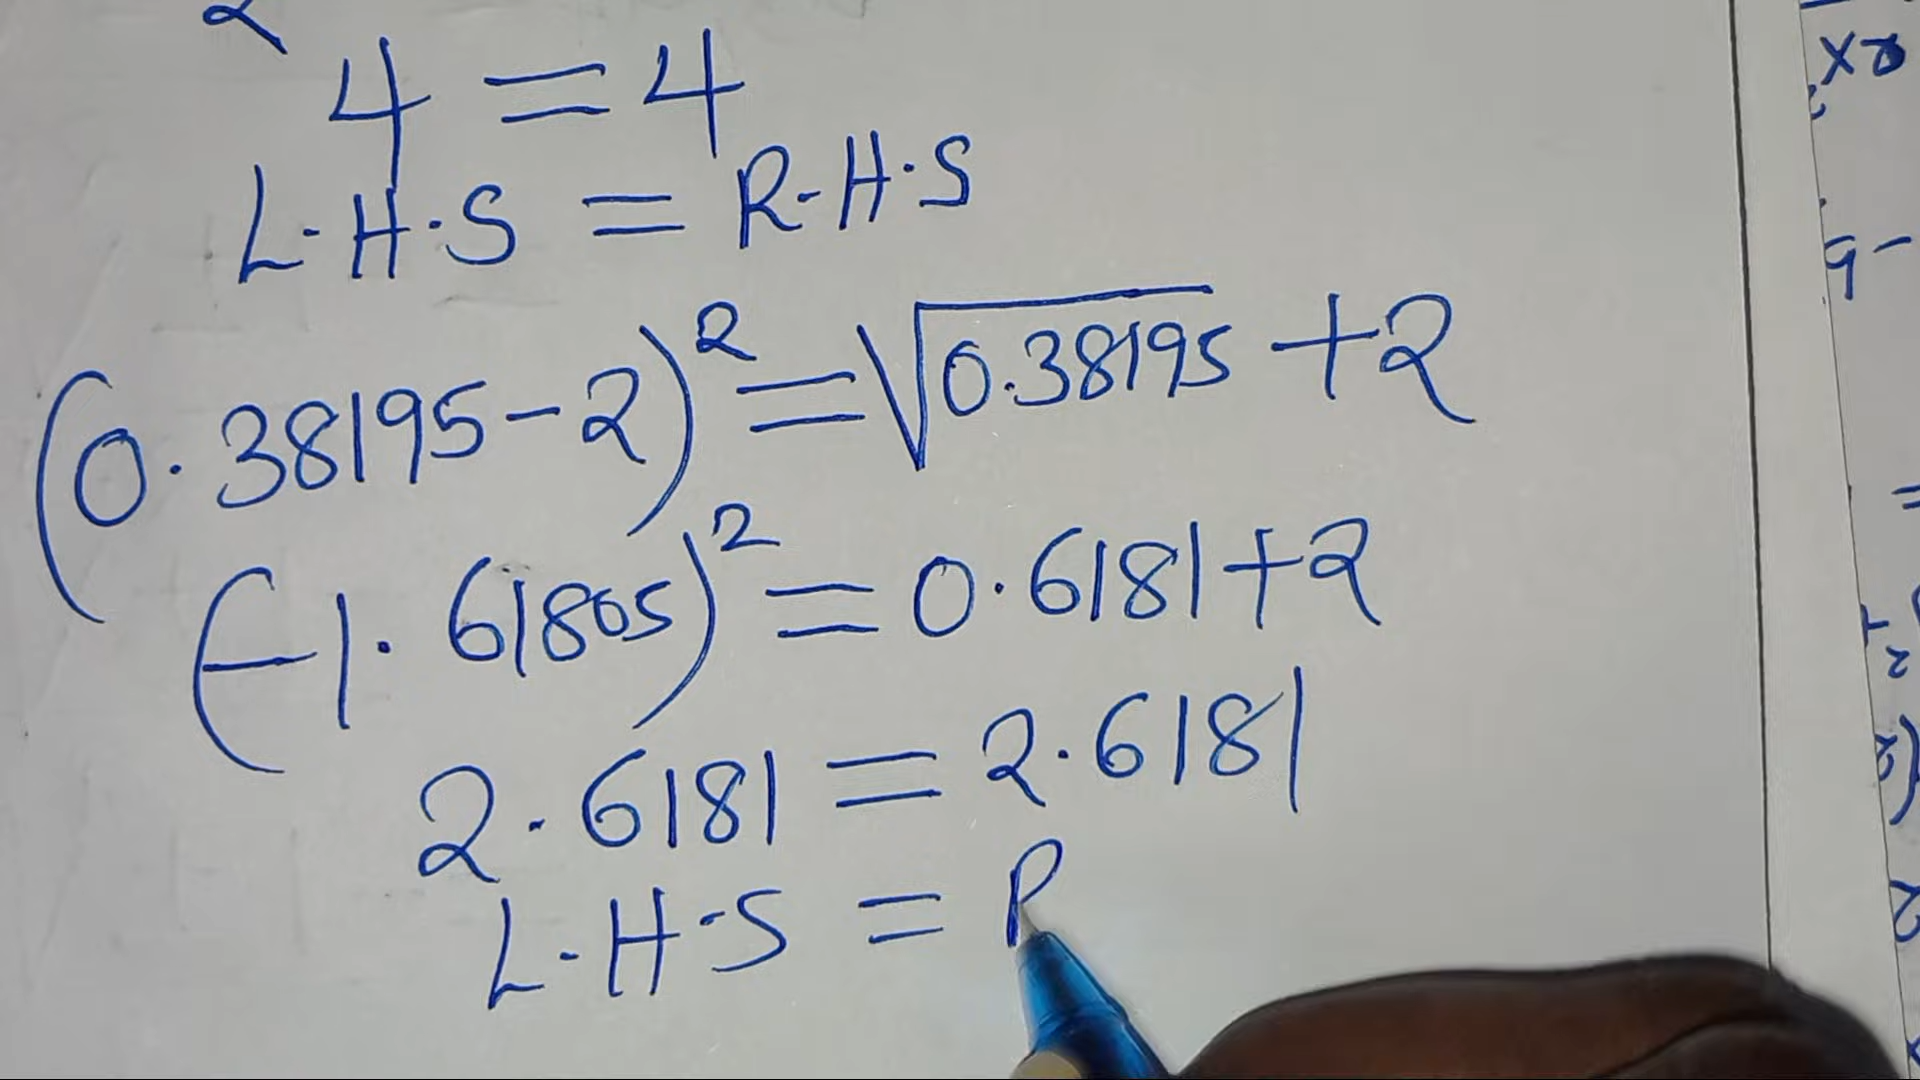 4 = 4
L.H.S = R.H.S
(0.38195-2)² = √0.38195 + 2
(-1.61805)² = 0.6181+2
2.6181 = 2.6181
L.H.S =